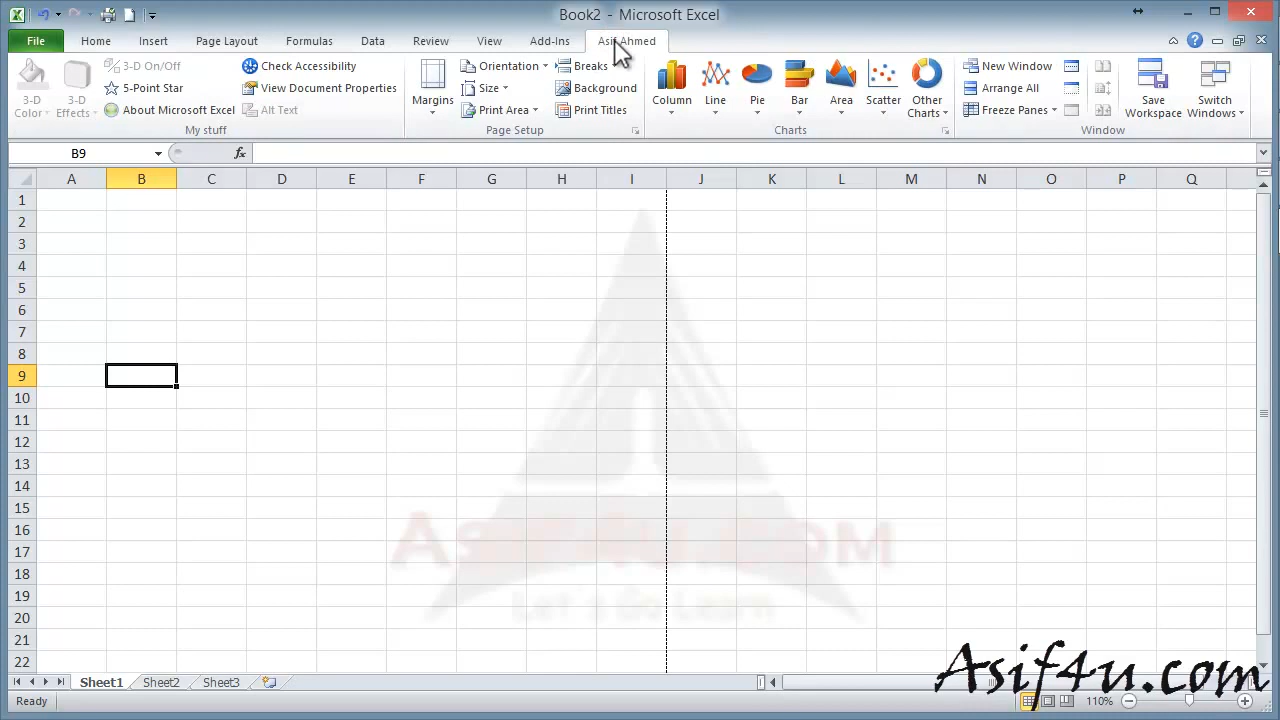 Book2 - Microsoft Excel
File Home Insert Page Layout Formulas Data Review View Add-Ins Asif Ahmed
3-D Color
3-D Effects
3-D On/Off
5-Point Star
About Microsoft Excel
Check Accessibility
View Document Properties
Alt Text
My stuff
Margins
Orientation
Size
Print Area
Breaks
Background
Print Titles
Page Setup
Column
Line
Pie
Bar
Area
Scatter
Other Charts
Charts
New Window
Arrange All
Freeze Panes
Save Workspace
Switch Windows
Window
B9 fx
A B C D E F G H I J K L M N O P Q
1
2
3
4
5
6
7
8
9
10
11
12
13
14
15
16
17
18
19
20
21
22
Asif4u.com
Let's Go Learn
Asif4u.com
Sheet1 Sheet2 Sheet3
Ready 110%